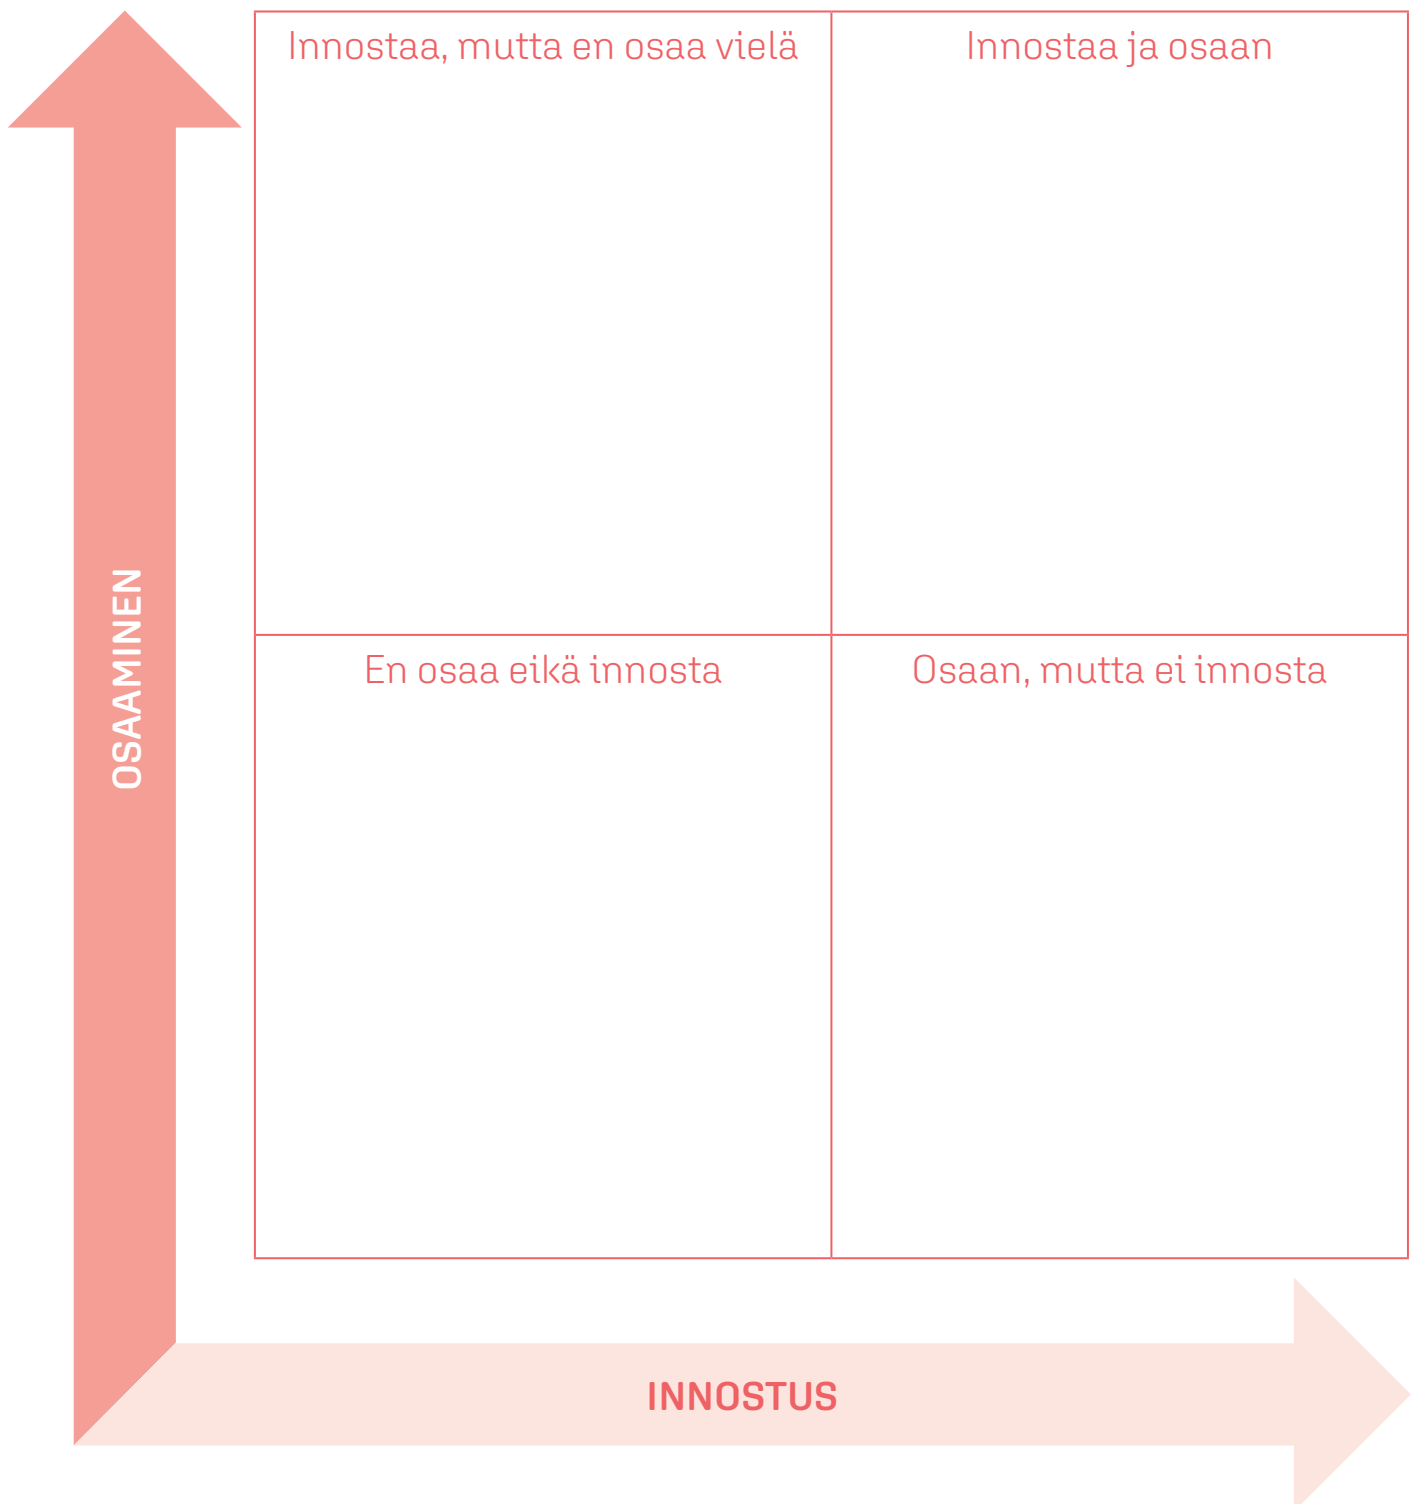 Innostaa, mutta en osaa vielä
Innostaa ja osaan
OSAAMINEN
En osaa eikä innosta
Osaan, mutta ei innosta
INNOSTUS